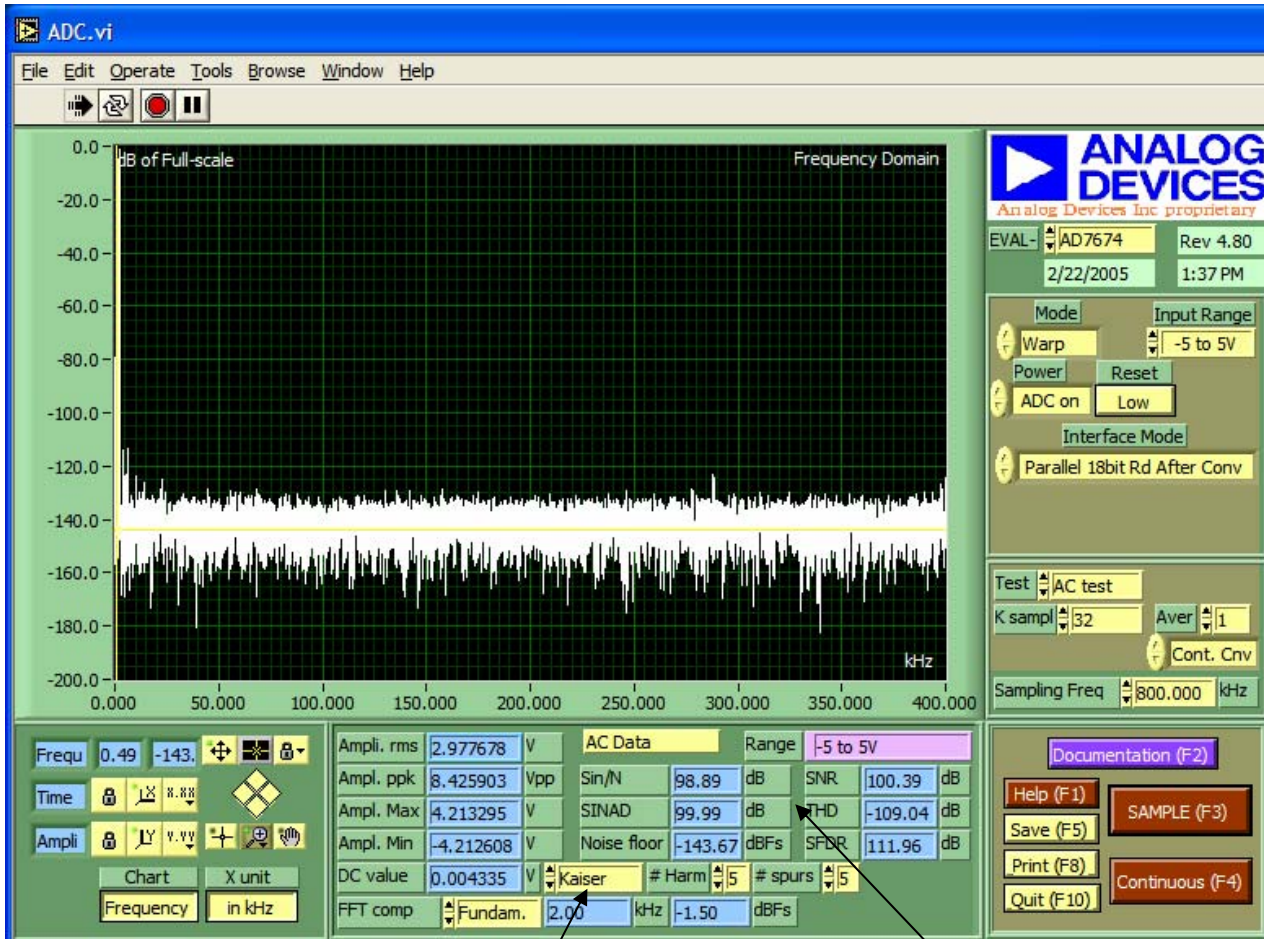 ADC.vi
File Edit Operate Tools Browse Window Help
dB of Full-scale
Frequency Domain
0.0
-20.0
-40.0
-60.0
-80.0
-100.0
-120.0
-140.0
-160.0
-180.0
-200.0
kHz
0.000 50.000 100.000 150.000 200.000 250.000 300.000 350.000 400.000
ANALOG
DEVICES
Analog Devices Inc proprietary
EVAL- AD7674 Rev 4.80
2/22/2005 1:37 PM
Mode Input Range
Warp -5 to 5V
Power Reset
ADC on Low
Interface Mode
Parallel 18bit Rd After Conv
Test AC test
K sampl 32 Aver 1
Cont. Cnv
Sampling Freq 800.000 kHz
Frequ 0.49 -143.
Time X X.XX
Ampli Y Y.YY
Chart X unit
Frequency in kHz
Ampli. rms 2.977678 V AC Data Range -5 to 5V
Ampl. ppk 8.425903 Vpp Sin/N 98.89 dB SNR 100.39 dB
Ampl. Max 4.213295 V SINAD 99.99 dB THD -109.04 dB
Ampl. Min -4.212608 V Noise floor -143.67 dBFs SFDR 111.96 dB
DC value 0.004335 V Kaiser # Harm 5 # spurs 5
FFT comp Fundam. 2.00 kHz -1.50 dBFs
Documentation (F2)
Help (F1)
Save (F5)
Print (F8)
Quit (F10)
SAMPLE (F3)
Continuous (F4)